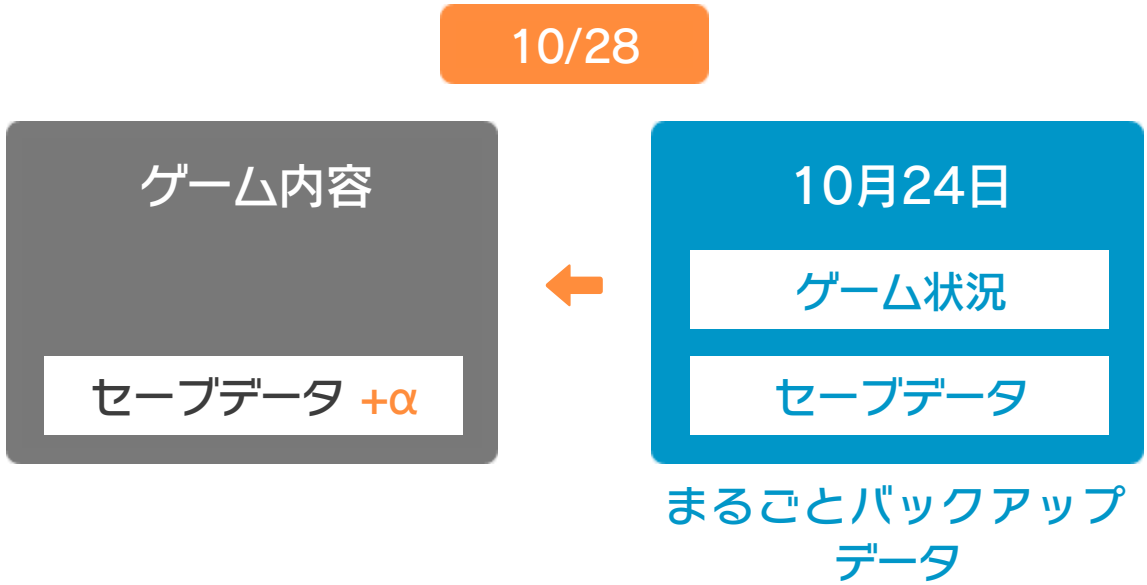 10/28
ゲーム内容
セーブデータ +α
10月24日
ゲーム状況
セーブデータ
まるごとバックアップ
データ